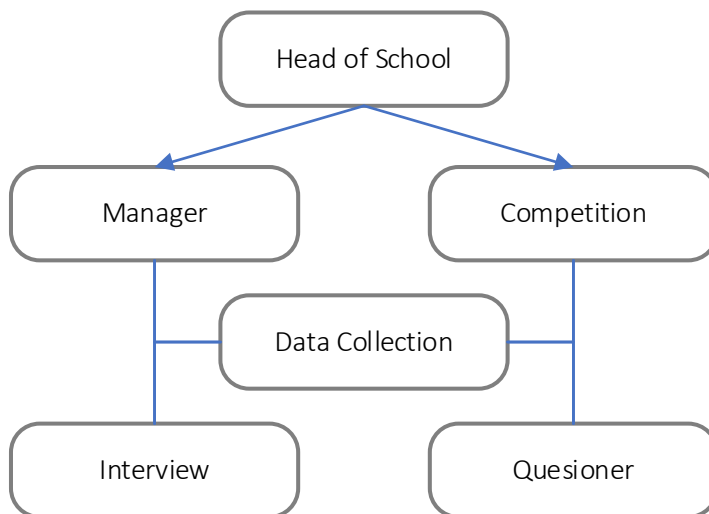 Head of School
Manager
Competition
Data Collection
Interview
Quesioner